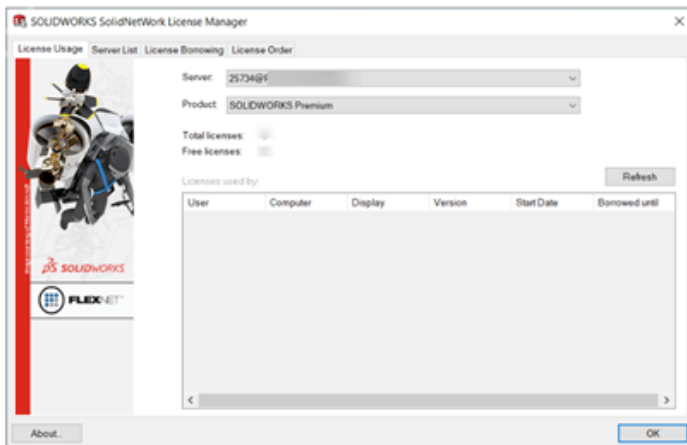 SOLIDWORKS SolidNetWork License Manager
License Usage Server List License Borrowing License Order
Server: 25734@
Product SOLIDWORKS Premium
Total licenses:
Free licenses:
Licenses used by:
Refresh
User Computer Display Version Start Date Borrowed until
SOLIDWORKS
FLEXNET
About...
OK